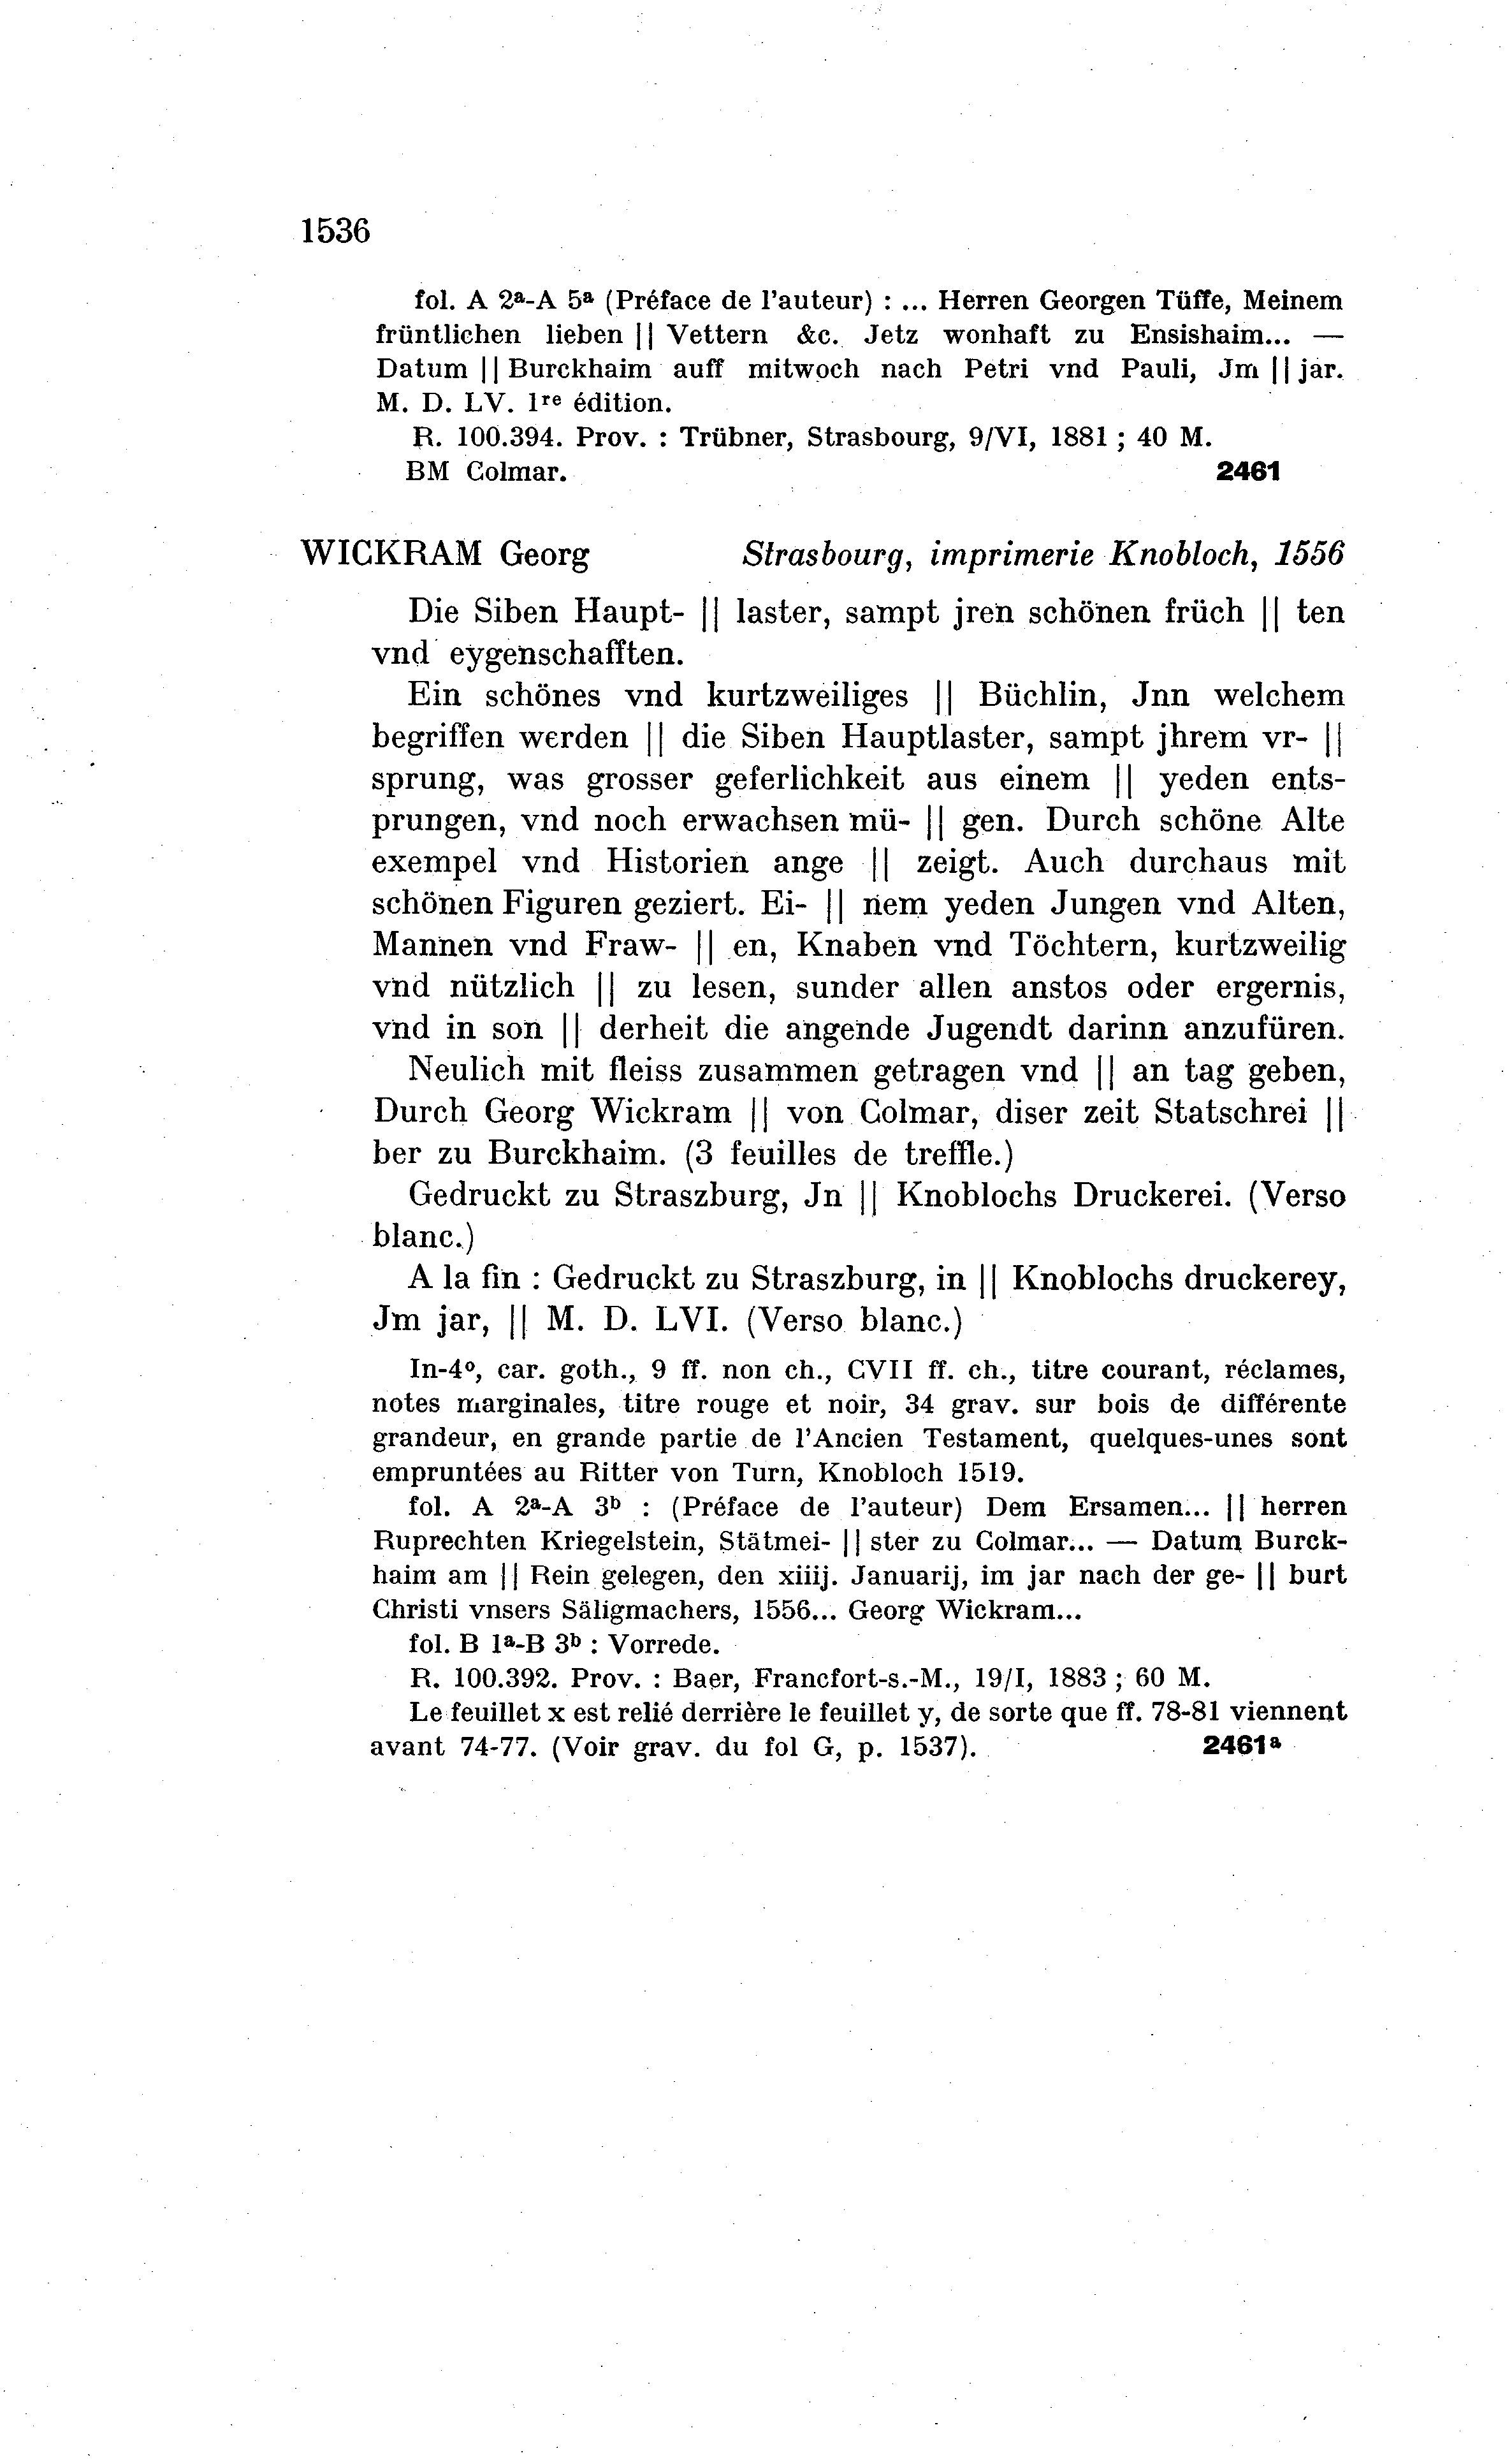 1536
fol. A 2ª-A 5ª (Préface de l'auteur) : ... Herren Georgen Tüffe, Meinem
früntlichen lieben || Vettern &c. Jetz wonhaft zu Ensishaim... —
Datum || Burckhaim auff mitwoch nach Petri vnd Pauli, Jm || jar.
M. D. LV. 1re édition.
R. 100.394. Prov. : Trübner, Strasbourg, 9/VI, 1881 ; 40 M.
BM Colmar. 2461
WICKRAM Georg Strasbourg, imprimerie Knobloch, 1556
Die Siben Haupt- || laster, sampt jren schönen früch || ten
vnd eygenschafften.
Ein schönes vnd kurtzweiliges || Büchlin, Jnn welchem
begriffen werden || die Siben Hauptlaster, sampt jhrem vr- ||
sprung, was grosser geferlichkeit aus einem || yeden ents-
prungen, vnd noch erwachsen mü- || gen. Durch schöne Alte
exempel vnd Historien ange || zeigt. Auch durchaus mit
schönen Figuren geziert. Ei- || nem yeden Jungen vnd Alten,
Mannen vnd Fraw- || en, Knaben vnd Töchtern, kurtzweilig
vnd nützlich || zu lesen, sunder allen anstos oder ergernis,
vnd in son || derheit die angende Jugendt darinn anzufüren.
Neulich mit fleiss zusammen getragen vnd || an tag geben,
Durch Georg Wickram || von Colmar, diser zeit Statschrei ||
ber zu Burckhaim. (3 feuilles de treffle.)
Gedruckt zu Straszburg, Jn || Knoblochs Druckerei. (Verso
blanc.)
A la fin : Gedruckt zu Straszburg, in || Knoblochs druckerey,
Jm jar, || M. D. LVI. (Verso blanc.)
In-4º, car. goth., 9 ff. non ch., CVII ff. ch., titre courant, réclames,
notes marginales, titre rouge et noir, 34 grav. sur bois de différente
grandeur, en grande partie de l'Ancien Testament, quelques-unes sont
empruntées au Ritter von Turn, Knobloch 1519.
fol. A 2ª-A 3b : (Préface de l'auteur) Dem Ersamen... || herren
Ruprechten Kriegelstein, Stätmei- || ster zu Colmar... — Datum Burck-
haim am || Rein gelegen, den xiiij. Januarij, im jar nach der ge- || burt
Christi vnsers Säligmachers, 1556... Georg Wickram...
fol. B 1ª-B 3b : Vorrede.
R. 100.392. Prov. : Baer, Francfort-s.-M., 19/I, 1883 ; 60 M.
Le feuillet x est relié derrière le feuillet y, de sorte que ff. 78-81 viennent
avant 74-77. (Voir grav. du fol G, p. 1537). 2461ª